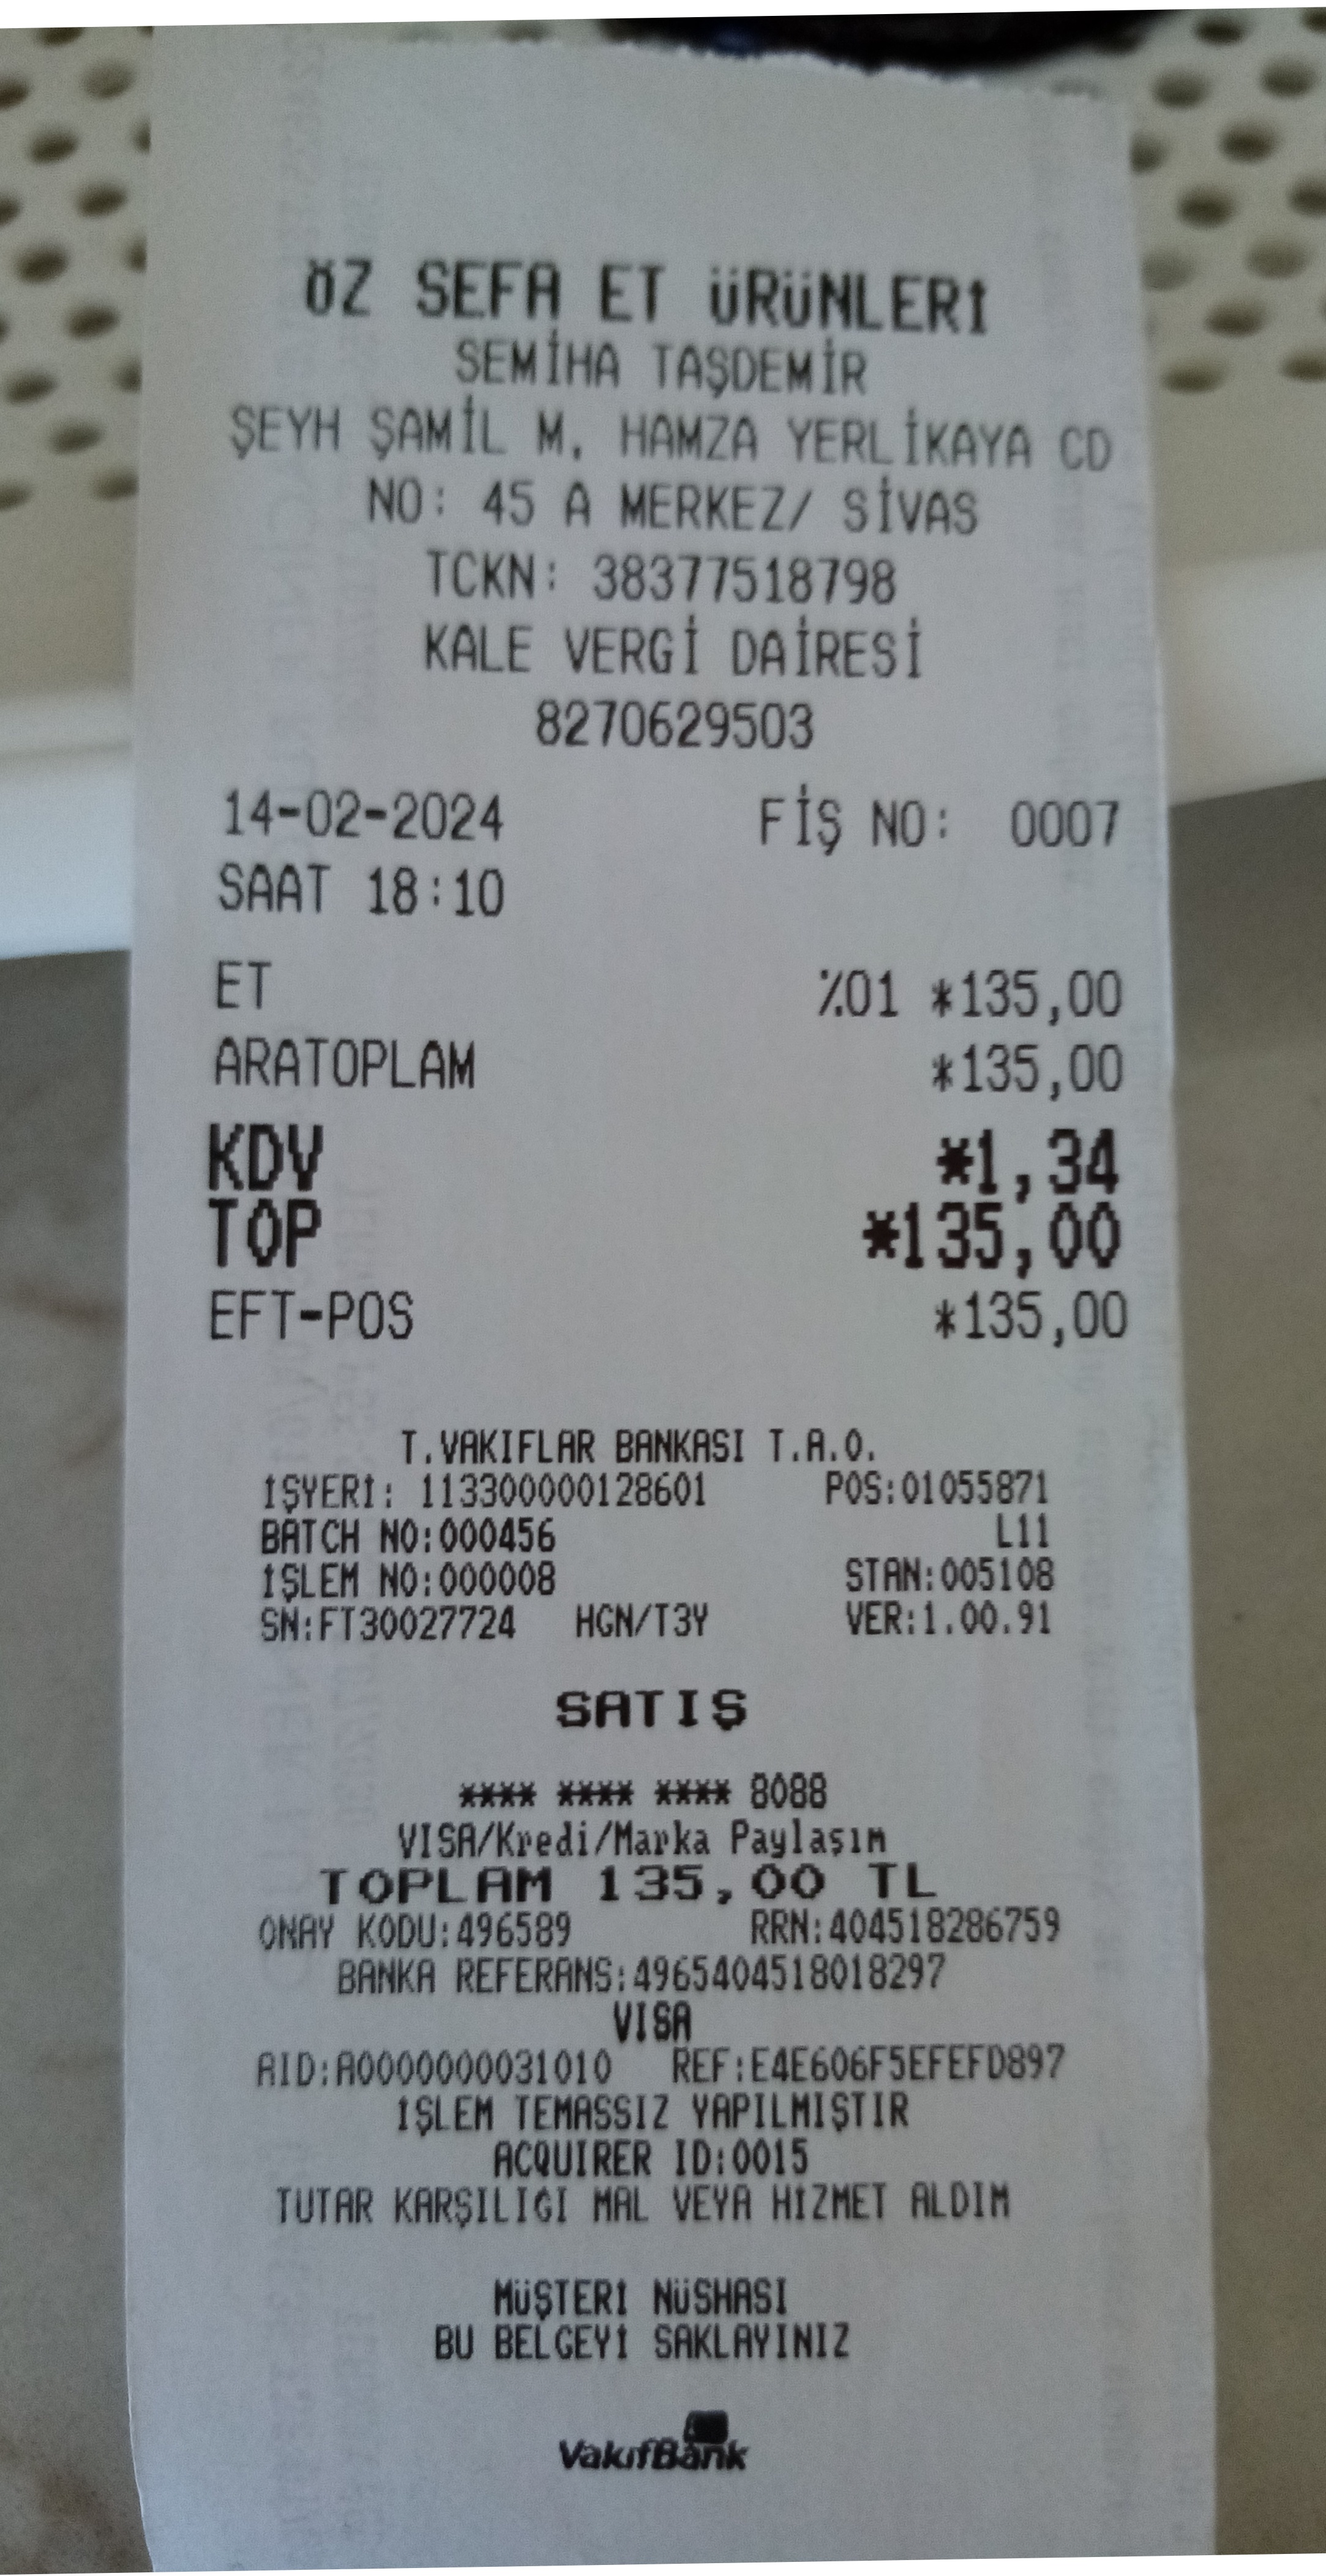 ÖZ SEFA ET ÜRÜNLERİ
SEMİHA TAŞDEMİR
ŞEYH ŞAMİL M. HAMZA YERLİKAYA CD
NO: 45 A MERKEZ/ SİVAS
TCKN: 38377518798
KALE VERGİ DAİRESİ
8270629503
14-02-2024 FİŞ NO: 0007
SAAT 18:10
ET %01 *135,00
ARATOPLAM *135,00
KDV *1,34
TOP *135,00
EFT-POS *135,00
T.VAKIFLAR BANKASI T.A.O.
İŞYERİ: 113300000128601 POS:01055871
BATCH NO:000456 L11
İŞLEM NO:000008 STAN:005108
SN:FT30027724 HGN/T3Y VER:1.00.91
SATIŞ
**** **** **** 8088
VISA/Kredi/Marka Paylaşım
TOPLAM 135,00 TL
ONAY KODU:496589 RRN:404518286759
BANKA REFERANS:4965404518018297
VISA
AID:A0000000031010 REF:E4E606F5EFEFD897
İŞLEM TEMASSIZ YAPILMIŞTIR
ACQUIRER ID:0015
TUTAR KARŞILIĞI MAL VEYA HİZMET ALDIM
MÜŞTERİ NÜSHASI
BU BELGEYİ SAKLAYINIZ
VakıfBank